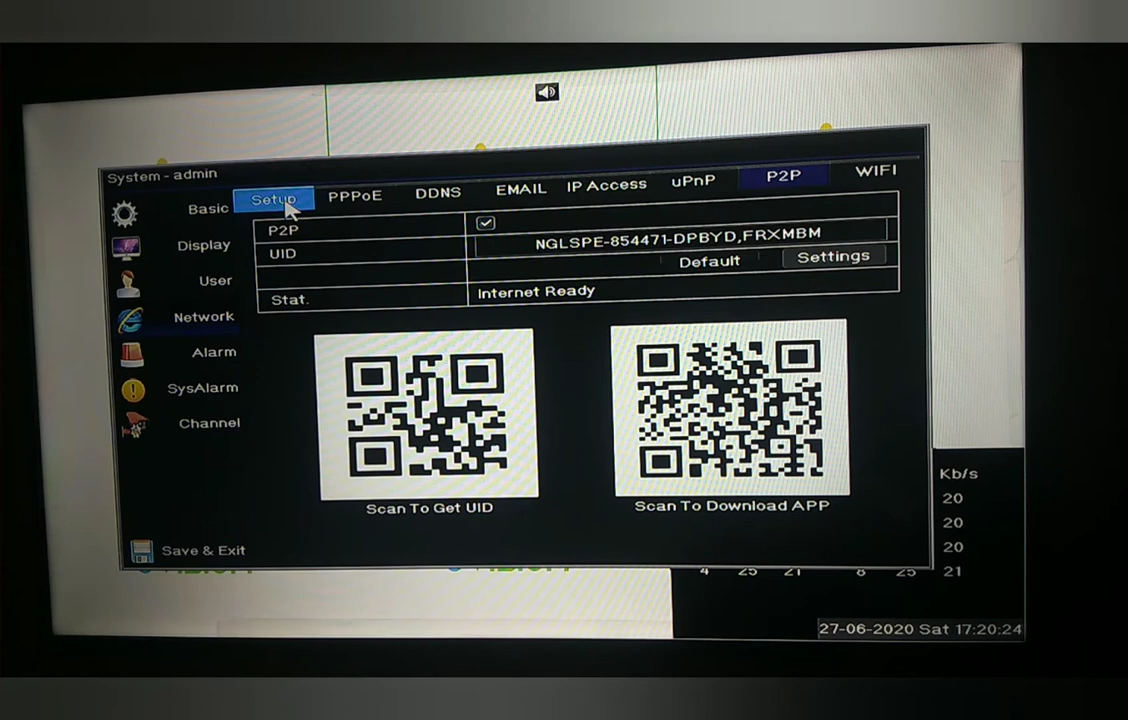 System - admin
Setup PPPoE DDNS EMAIL IP Access uPnP P2P WIFI
Basic
Display
User
Network
Alarm
SysAlarm
Channel
Save & Exit
P2P
UID NGLSPE-854471-DPBYD,FRXMBM
Default Settings
Stat. Internet Ready
Scan To Get UID
Scan To Download APP
Kb/s
20
20
20
4 25 21 8 25 21
27-06-2020 Sat 17:20:24